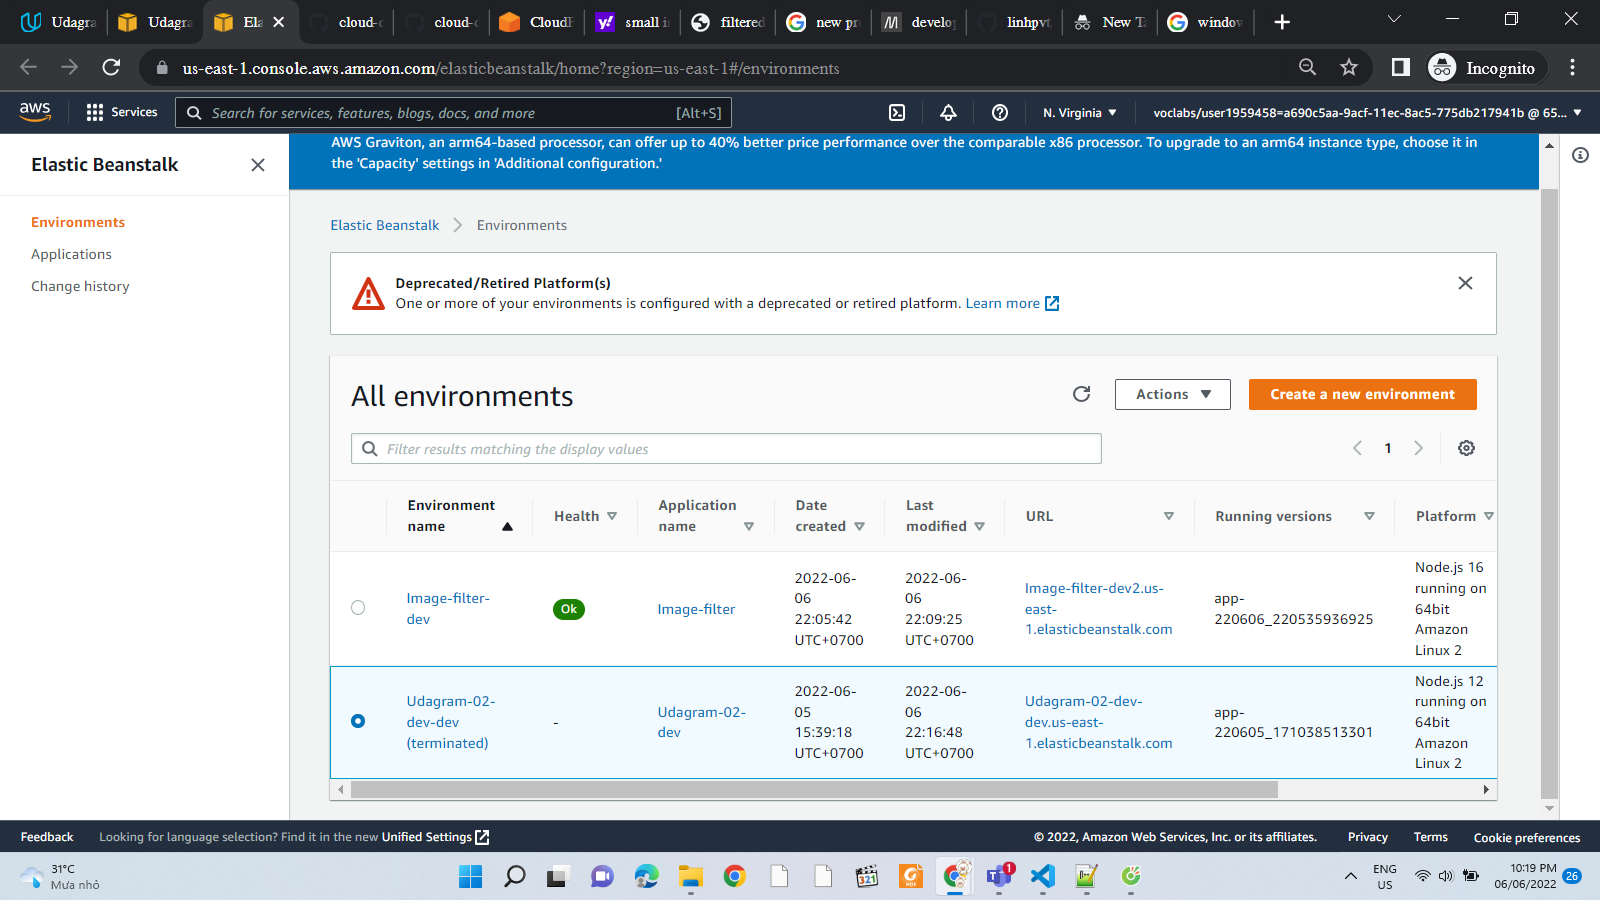 Udagra
Udagra
Ela
cloud-c
cloud-c
CloudF
small i
filtered
new pr
develo
linhpvt
New Ta
windov
us-east-1.console.aws.amazon.com/elasticbeanstalk/home?region=us-east-1#/environments
Incognito
aws
Services
Search for services, features, blogs, docs, and more
[Alt+S]
N. Virginia
voclabs/user1959458=a690c5aa-9acf-11ec-8ac5-775db217941b @ 65...
Elastic Beanstalk
Environments
Applications
Change history
AWS Graviton, an arm64-based processor, can offer up to 40% better price performance over the comparable x86 processor. To upgrade to an arm64 instance type, choose it in
the 'Capacity' settings in 'Additional configuration.'
Elastic Beanstalk
Environments
Deprecated/Retired Platform(s)
One or more of your environments is configured with a deprecated or retired platform. Learn more
All environments
Actions
Create a new environment
Filter results matching the display values
1
Environment
name
Health
Application
name
Date
created
Last
modified
URL
Running versions
Platform
Image-filter-
dev
Ok
Image-filter
2022-06-
06
22:05:42
UTC+0700
2022-06-
06
22:09:25
UTC+0700
Image-filter-dev2.us-
east-
1.elasticbeanstalk.com
app-
220606_220535936925
Node.js 16
running on
64bit
Amazon
Linux 2
Udagram-02-
dev-dev
(terminated)
-
Udagram-02-
dev
2022-06-
05
15:39:18
UTC+0700
2022-06-
06
22:16:48
UTC+0700
Udagram-02-dev-
dev.us-east-
1.elasticbeanstalk.com
app-
220605_171038513301
Node.js 12
running on
64bit
Amazon
Linux 2
Feedback
Looking for language selection? Find it in the new Unified Settings
© 2022, Amazon Web Services, Inc. or its affiliates.
Privacy
Terms
Cookie preferences
31°C
Mưa nhỏ
321
PDF
1
ENG
US
10:19 PM
06/06/2022
26